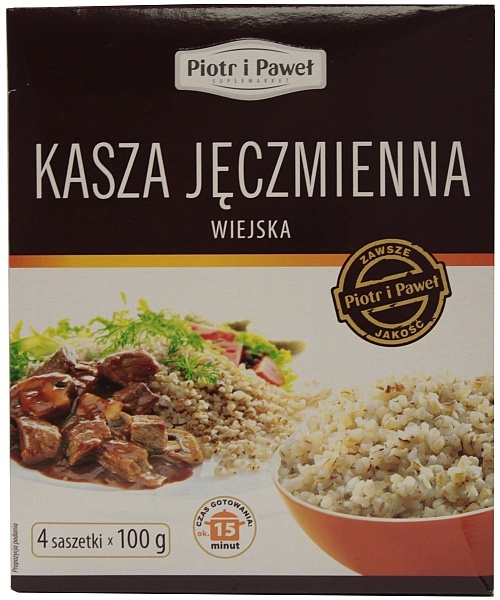 Piotr i Paweł
SUPERMARKET
KASZA JĘCZMIENNA
WIEJSKA
ZAWSZE
Piotr i Paweł
JAKOŚĆ
4 saszetki x 100 g
CZAS GOTOWANIA:
ok. 15
minut
Propozycja podania